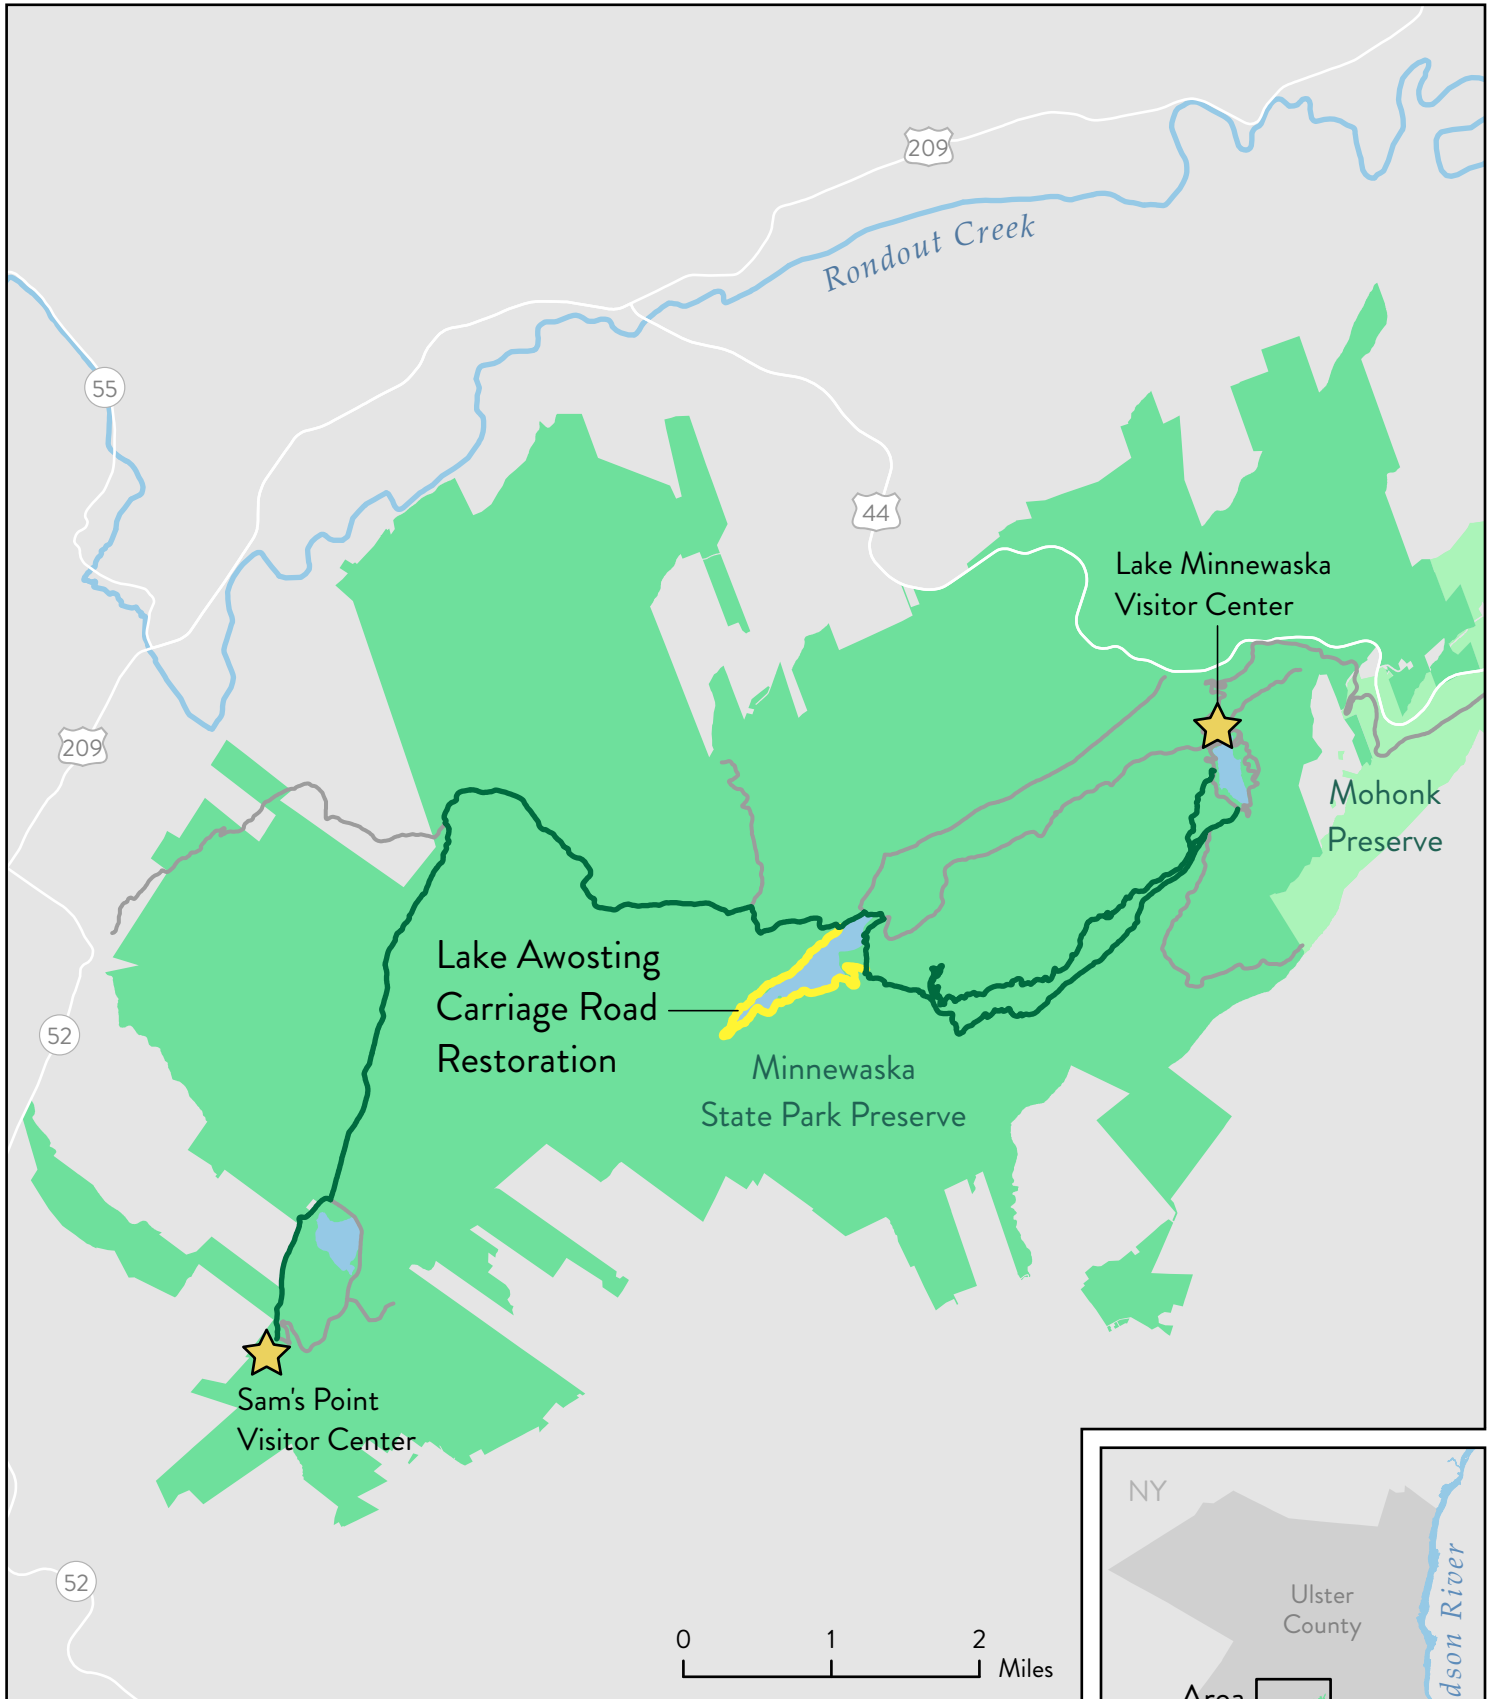 209
Rondout Creek
55
44
Lake Minnewaska
Visitor Center
209
Mohonk
Preserve
Lake Awosting
Carriage Road
Restoration
52
Minnewaska
State Park Preserve
Sam's Point
Visitor Center
NY
52
Ulster
County
dson River
0 1 2
Miles
Area